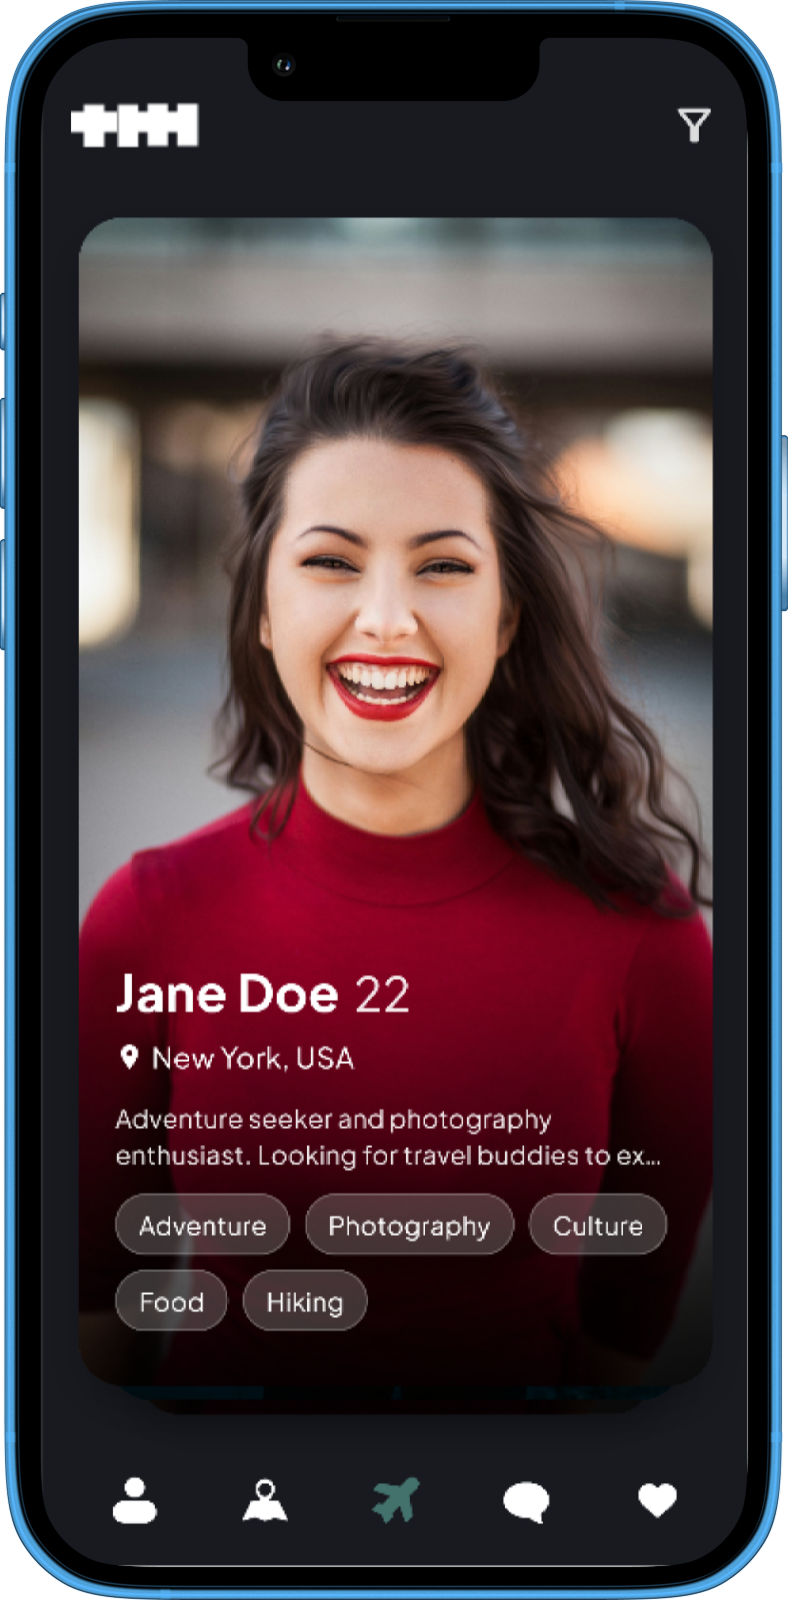 Jane Doe 22
New York, USA
Adventure seeker and photography
enthusiast. Looking for travel buddies to ex...
Adventure Photography Culture
Food Hiking